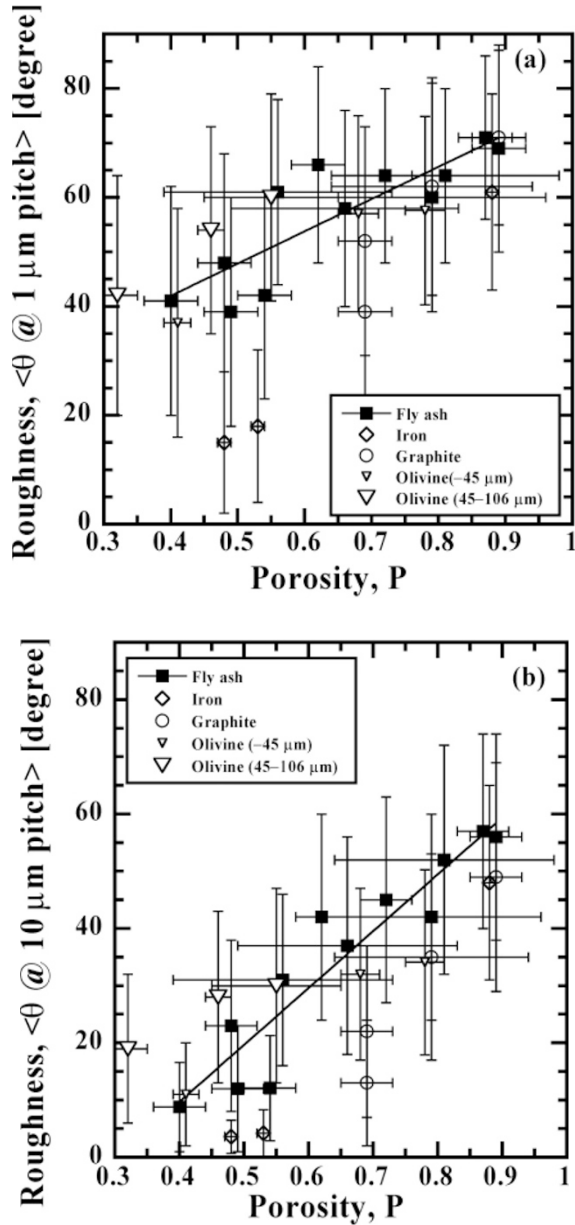 (a)
Roughness, <θ @ 1 μm pitch> [degree]
80
60
40
20
0
Fly ash
Iron
Graphite
Olivine(−45 μm)
Olivine (45−106 μm)
0.3 0.4 0.5 0.6 0.7 0.8 0.9 1
Porosity, P
(b)
Roughness, <θ @ 10 μm pitch> [degree]
80
60
40
20
0
Fly ash
Iron
Graphite
Olivine (−45 μm)
Olivine (45−106 μm)
0.3 0.4 0.5 0.6 0.7 0.8 0.9 1
Porosity, P